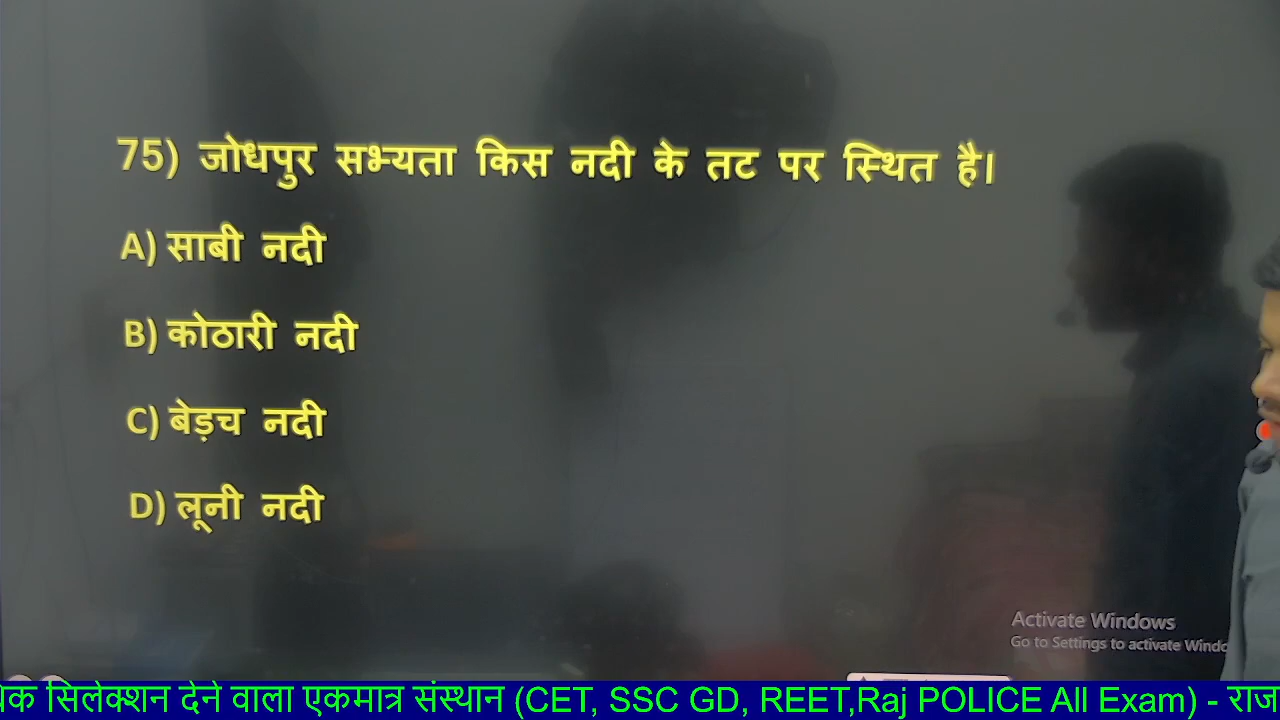 75) जोधपुर सभ्यता किस नदी के तट पर स्थित है।
A) साबी नदी
B) कोठारी नदी
C) बेड़च नदी
D) लूनी नदी
Activate Windows
Go to Settings to activate
सिलेक्शन देने वाला एकमात्र संस्थान (CET, SSC GD, REET,Raj POLICE All Exam) -